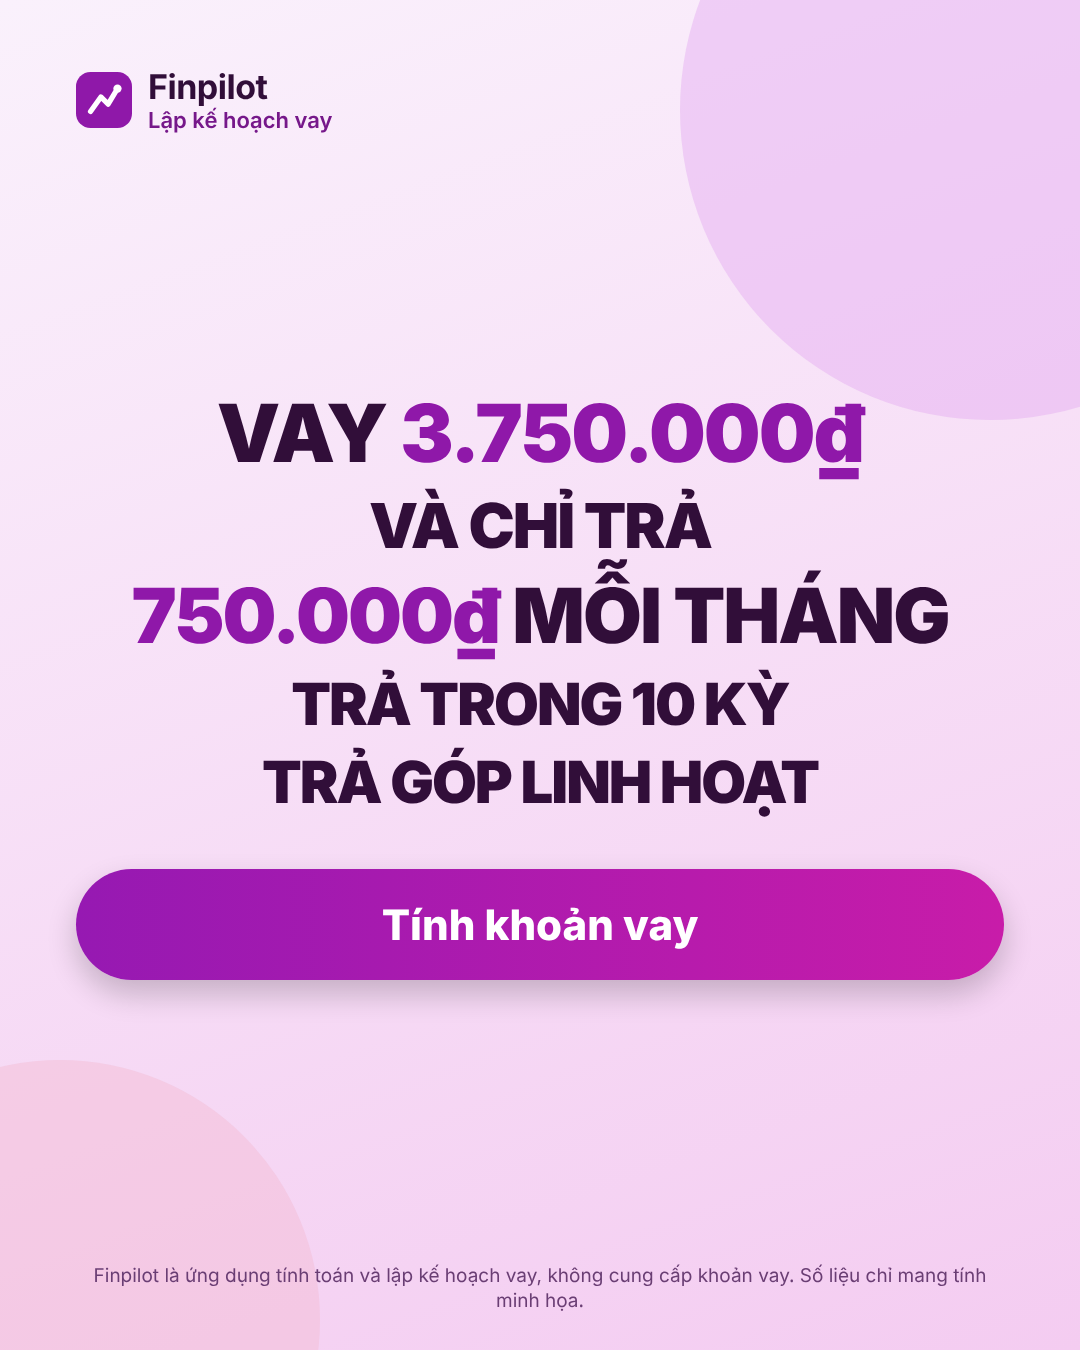 Finpilot
Lập kế hoạch vay
VAY 3.750.000₫
VÀ CHỈ TRẢ
750.000₫ MỖI THÁNG
TRẢ TRONG 10 KỲ
TRẢ GÓP LINH HOẠT
Tính khoản vay
Finpilot là ứng dụng tính toán và lập kế hoạch vay, không cung cấp khoản vay. Số liệu chỉ mang tính
minh họa.